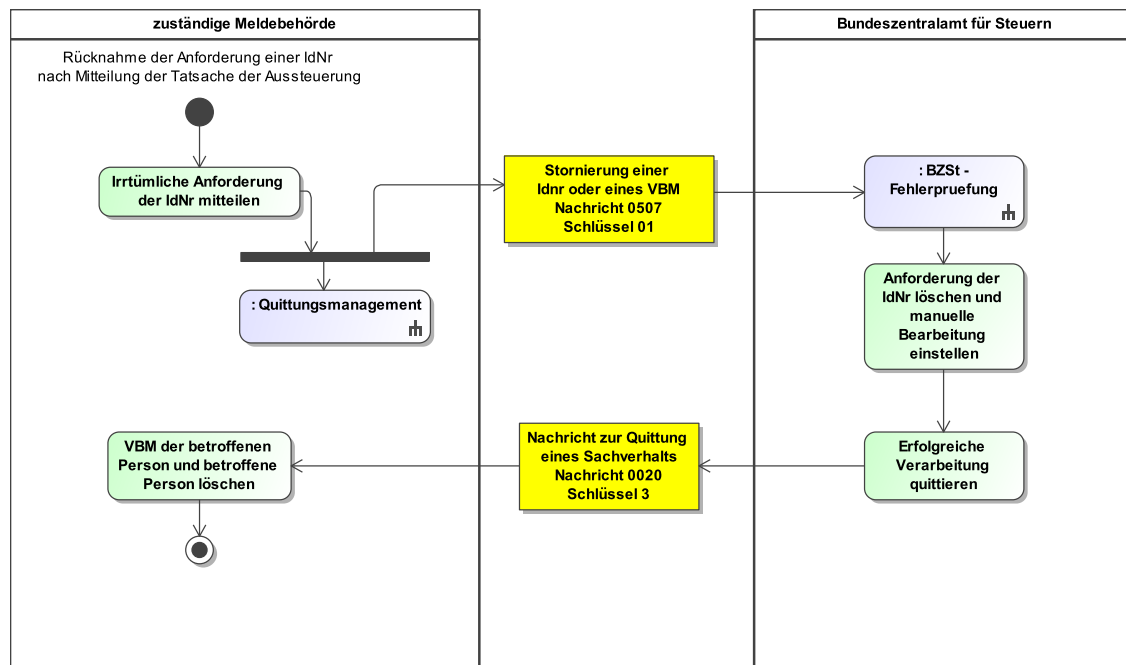 zuständige Meldebehörde
Bundeszentralamt für Steuern
Rücknahme der Anforderung einer IdNr
nach Mitteilung der Tatsache der Aussteuerung
Irrtümliche Anforderung
der IdNr mitteilen
: Quittungsmanagement
Stornierung einer
Idnr oder eines VBM
Nachricht 0507
Schlüssel 01
: BZSt -
Fehlerpruefung
Anforderung der
IdNr löschen und
manuelle
Bearbeitung
einstellen
Erfolgreiche
Verarbeitung
quittieren
Nachricht zur Quittung
eines Sachverhalts
Nachricht 0020
Schlüssel 3
VBM der betroffenen
Person und betroffene
Person löschen